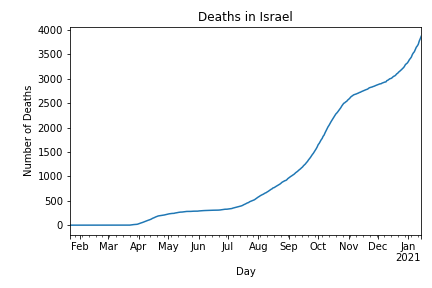 Deaths in Israel
Number of Deaths
4000
3500
3000
2500
2000
1500
1000
500
0
Feb Mar Apr May Jun Jul Aug Sep Oct Nov Dec Jan
2021
Day